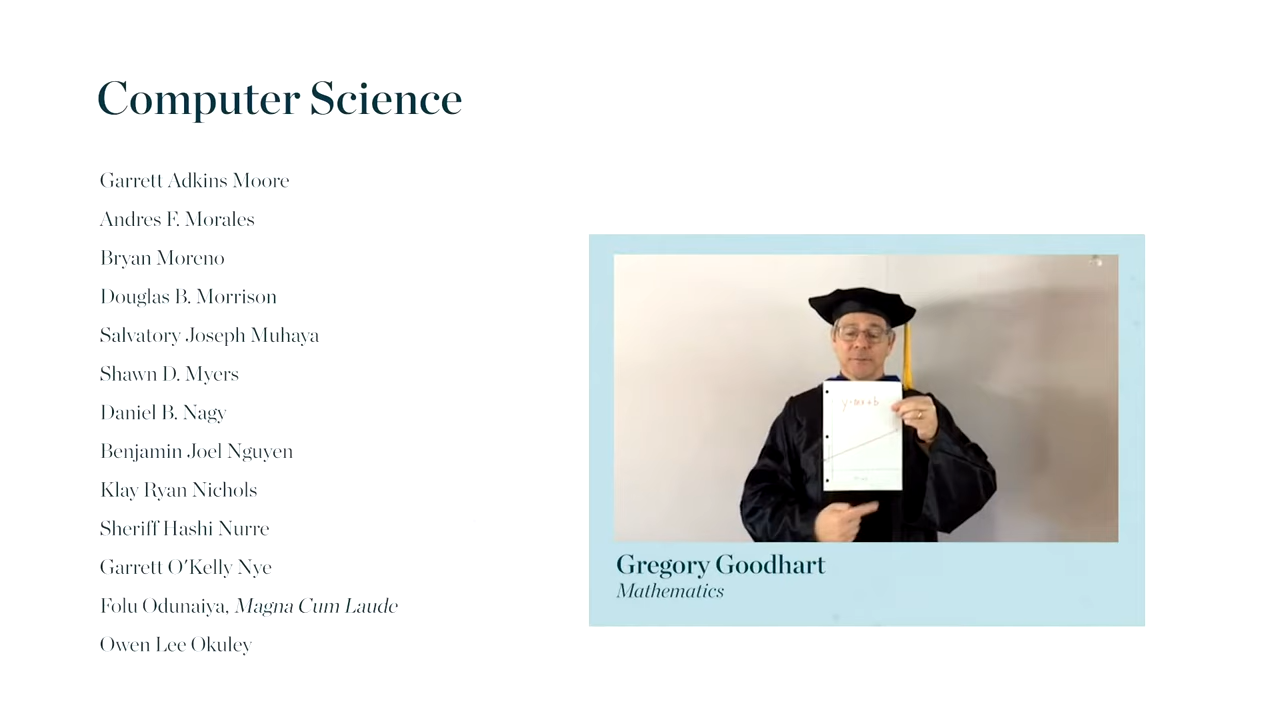 Computer Science
Garrett Adkins Moore
Andres F. Morales
Bryan Moreno
Douglas B. Morrison
Salvatory Joseph Muhaya
Shawn D. Myers
Daniel B. Nagy
Benjamin Joel Nguyen
Klay Ryan Nichols
Sheriff Hashi Nurre
Garrett O'Kelly Nye
Folu Odunaiya, Magna Cum Laude
Owen Lee Okuley
y=mx+b
Gregory Goodhart
Mathematics